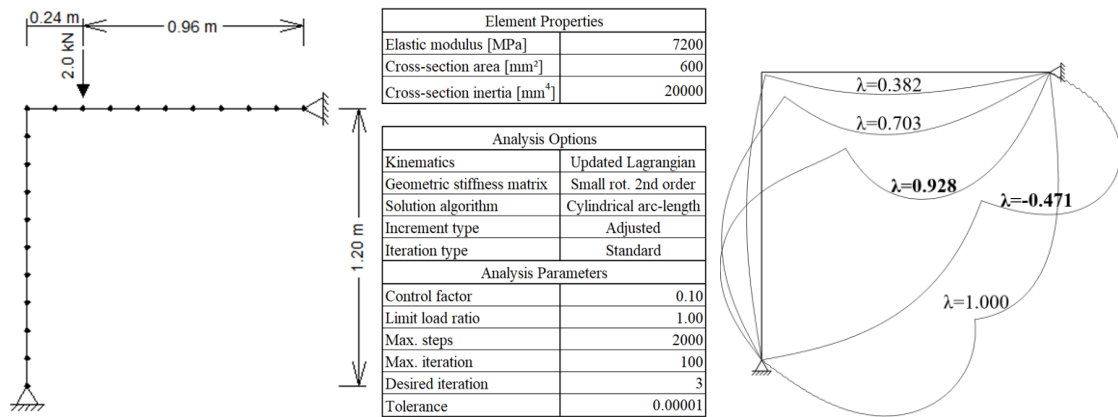 0.24 m
0.96 m
2.0 kN
1.20 m
Element Properties
Elastic modulus [MPa] 7200
Cross-section area [mm²] 600
Cross-section inertia [mm⁴] 20000
Analysis Options
Kinematics Updated Lagrangian
Geometric stiffness matrix Small rot. 2nd order
Solution algorithm Cylindrical arc-length
Increment type Adjusted
Iteration type Standard
Analysis Parameters
Control factor 0.10
Limit load ratio 1.00
Max. steps 2000
Max. iteration 100
Desired iteration 3
Tolerance 0.00001
λ=0.382
λ=0.703
λ=0.928
λ=-0.471
λ=1.000